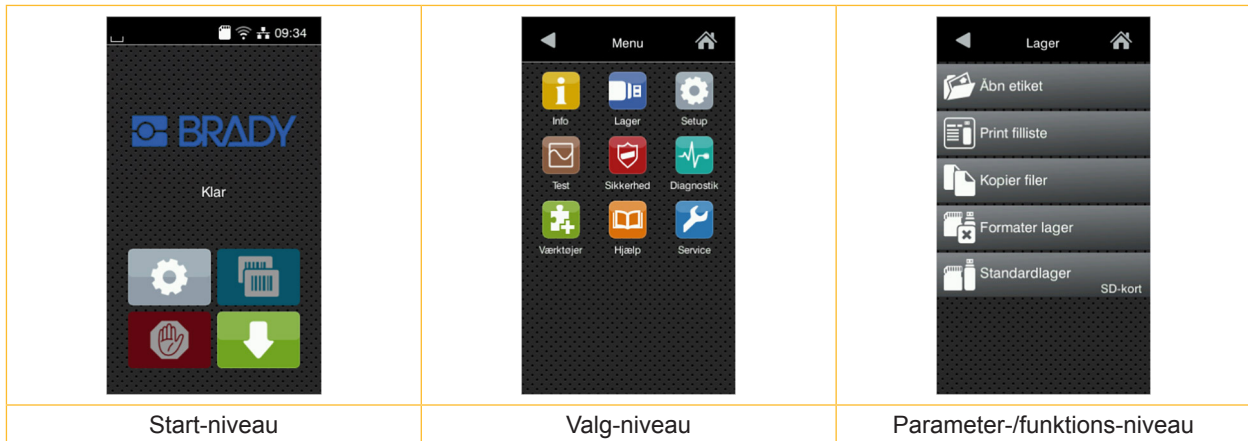 09:34
BRADY
Klar
Menu
Info Lager Setup
Test Sikkerhed Diagnostik
Værktøjer Hjælp Service
Lager
Åbn etiket
Print filliste
Kopier filer
Formater lager
Standardlager
SD-kort
Start-niveau Valg-niveau Parameter-/funktions-niveau